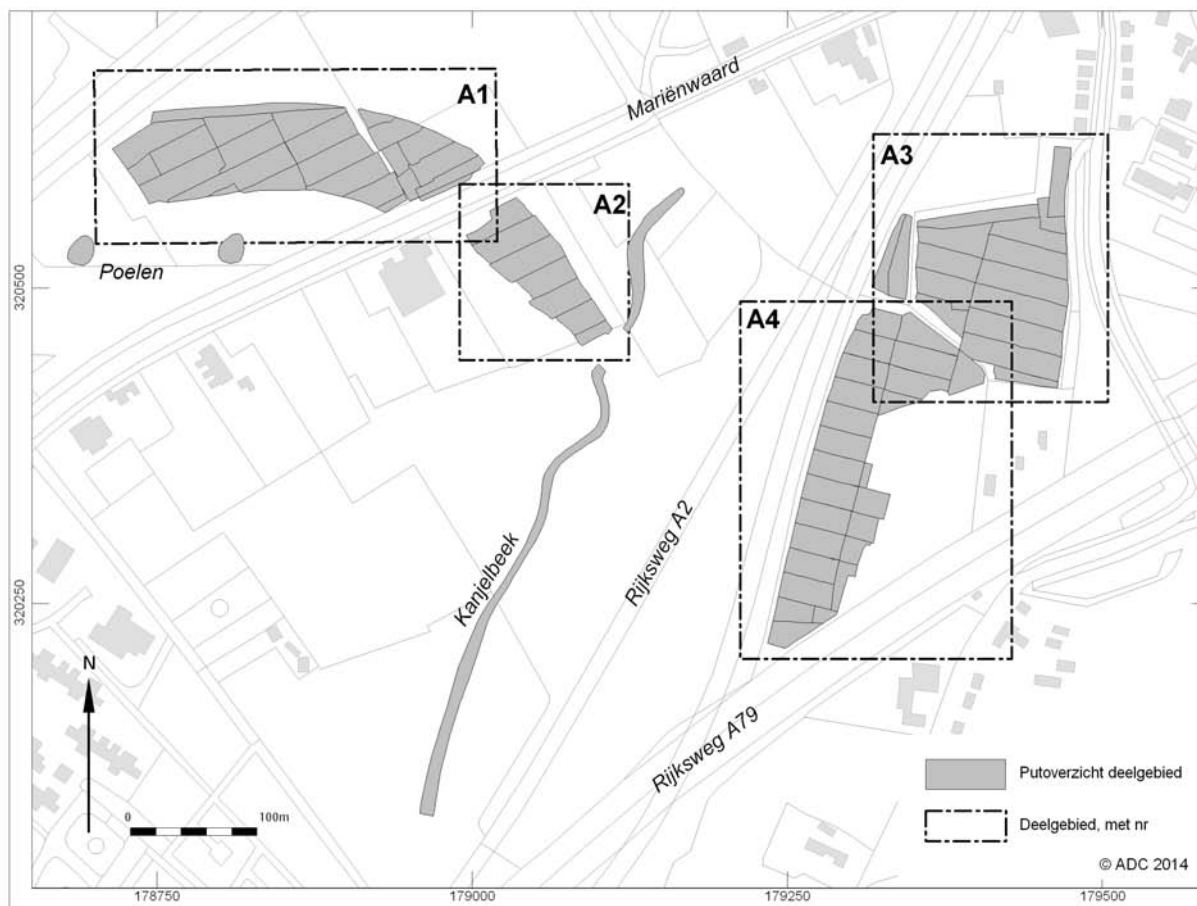 A1
Mariënwaard
A3
A2
Poelen
320500
A4
Kanjelbeek
Rijksweg A2
320250
N
Rijksweg A79
0 100m
Putoverzicht deelgebied
Deelgebied, met nr
© ADC 2014
178750 179000 179250 179500